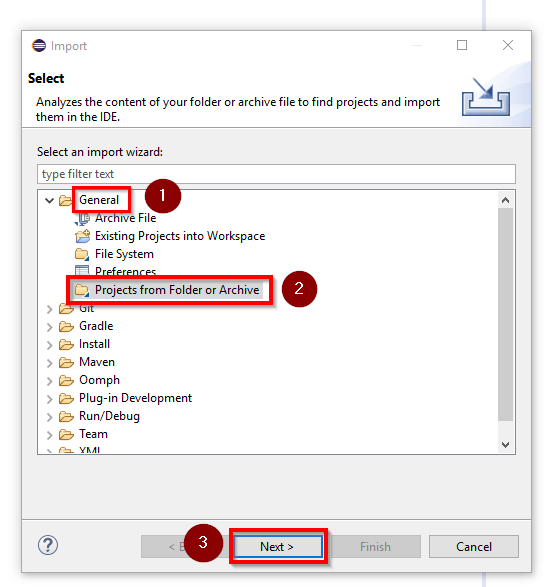 Import
Select
Analyzes the content of your folder or archive file to find projects and import
them in the IDE.
Select an import wizard:
type filter text
General
1
Archive File
Existing Projects into Workspace
File System
Preferences
Projects from Folder or Archive
2
Git
Gradle
Install
Maven
Oomph
Plug-in Development
Run/Debug
Team
XML
?
<
3
Next >
Finish
Cancel